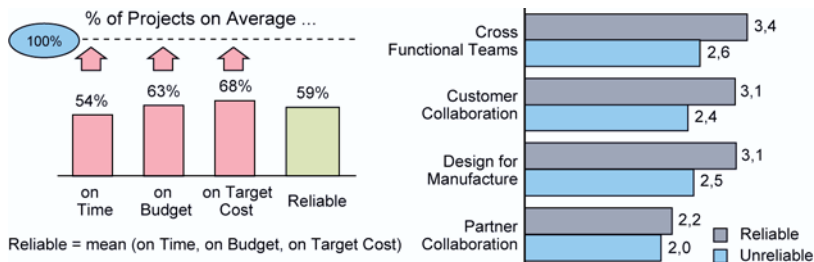 % of Projects on Average ...
100%
54%
63%
68%
59%
on
Time
on
Budget
on Target
Cost
Reliable
Reliable = mean (on Time, on Budget, on Target Cost)
Cross
Functional Teams
3,4
2,6
Customer
Collaboration
3,1
2,4
Design for
Manufacture
3,1
2,5
Partner
Collaboration
2,2
2,0
Reliable
Unreliable